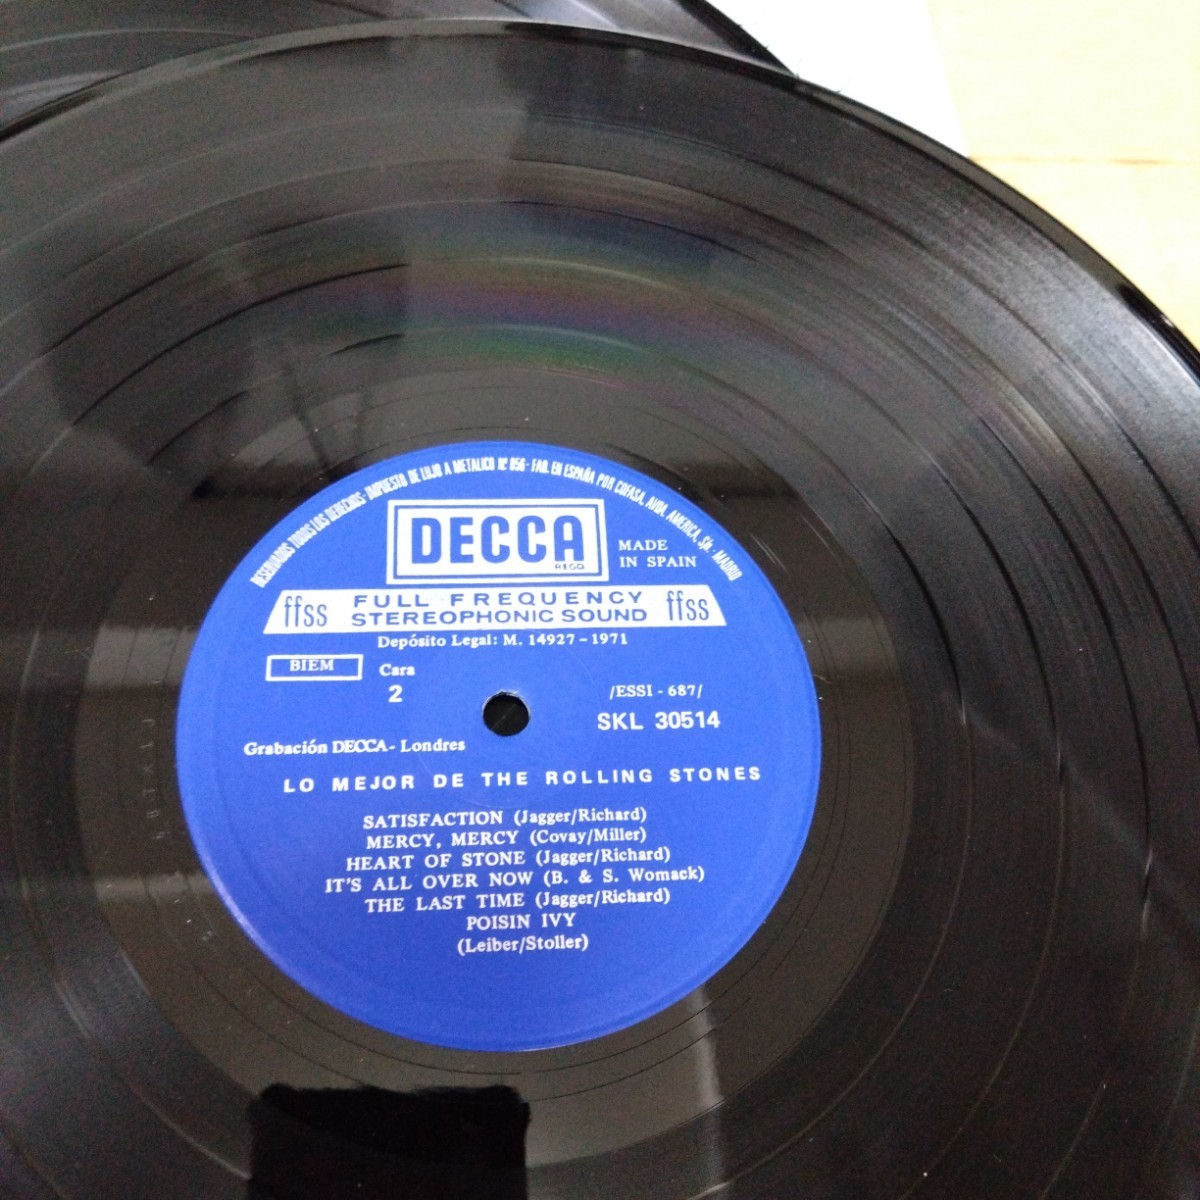 RESERVADOS TODOS LOS DERECHOS - IMPUESTO DE LUJO A METALICO Nº 656 - FAB. EN ESPAÑA POR COFASA, AVDA. AMERICA, S/N. - MADRID
DECCA
REGD.
MADE
IN SPAIN
ffss FULL FREQUENCY ffss
STEREOPHONIC SOUND
Depósito Legal: M. 14927 - 1971
BIEM
Cara
2
/ESSI - 687/
SKL 30514
Grabación DECCA - Londres
LO MEJOR DE THE ROLLING STONES
SATISFACTION (Jagger/Richard)
MERCY, MERCY (Covay/Miller)
HEART OF STONE (Jagger/Richard)
IT'S ALL OVER NOW (B. & S. Womack)
THE LAST TIME (Jagger/Richard)
POISIN IVY
(Leiber/Stoller)